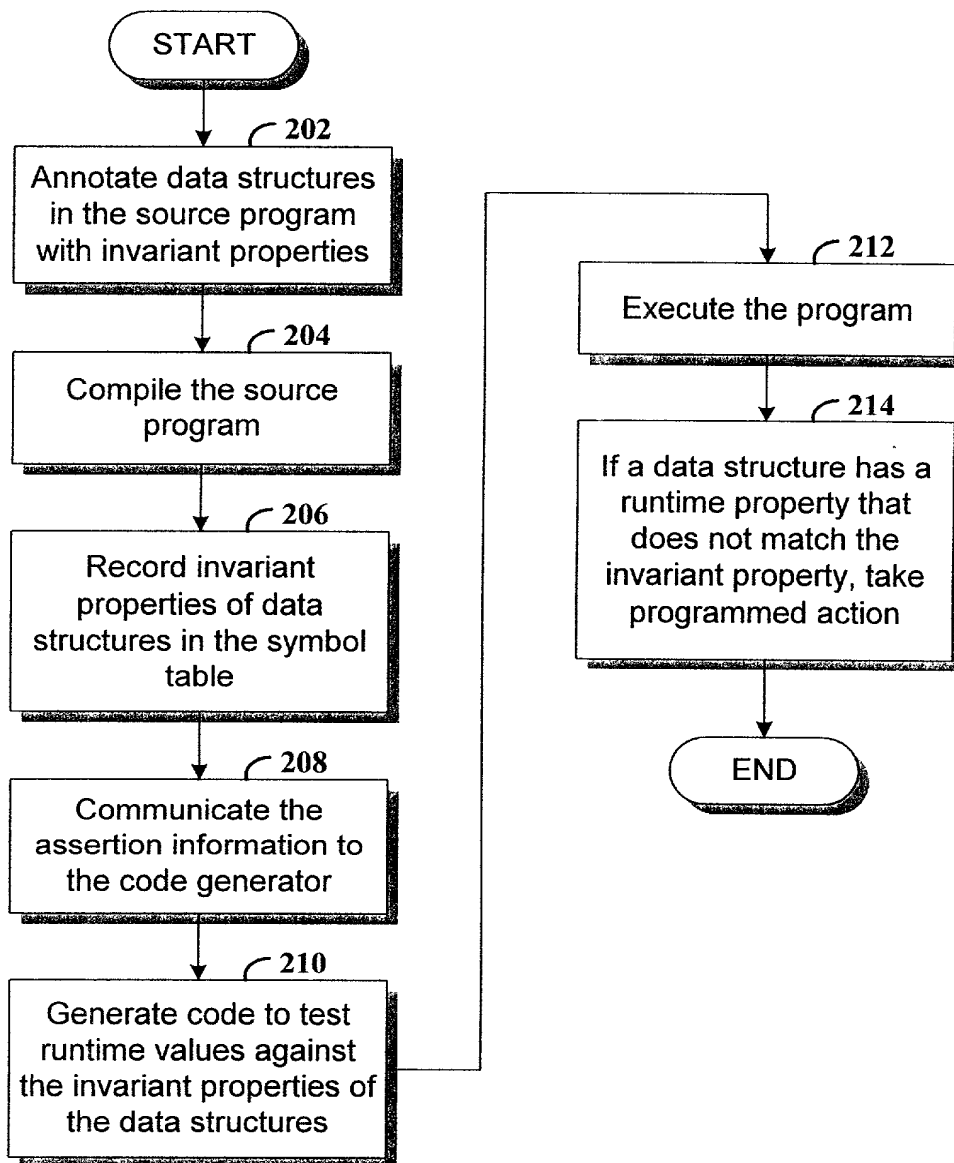 START
202
Annotate data structures
in the source program
with invariant properties
204
Compile the source
program
206
Record invariant
properties of data
structures in the symbol
table
208
Communicate the
assertion information to
the code generator
210
Generate code to test
runtime values against
the invariant properties of
the data structures
212
Execute the program
214
If a data structure has a
runtime property that
does not match the
invariant property, take
programmed action
END